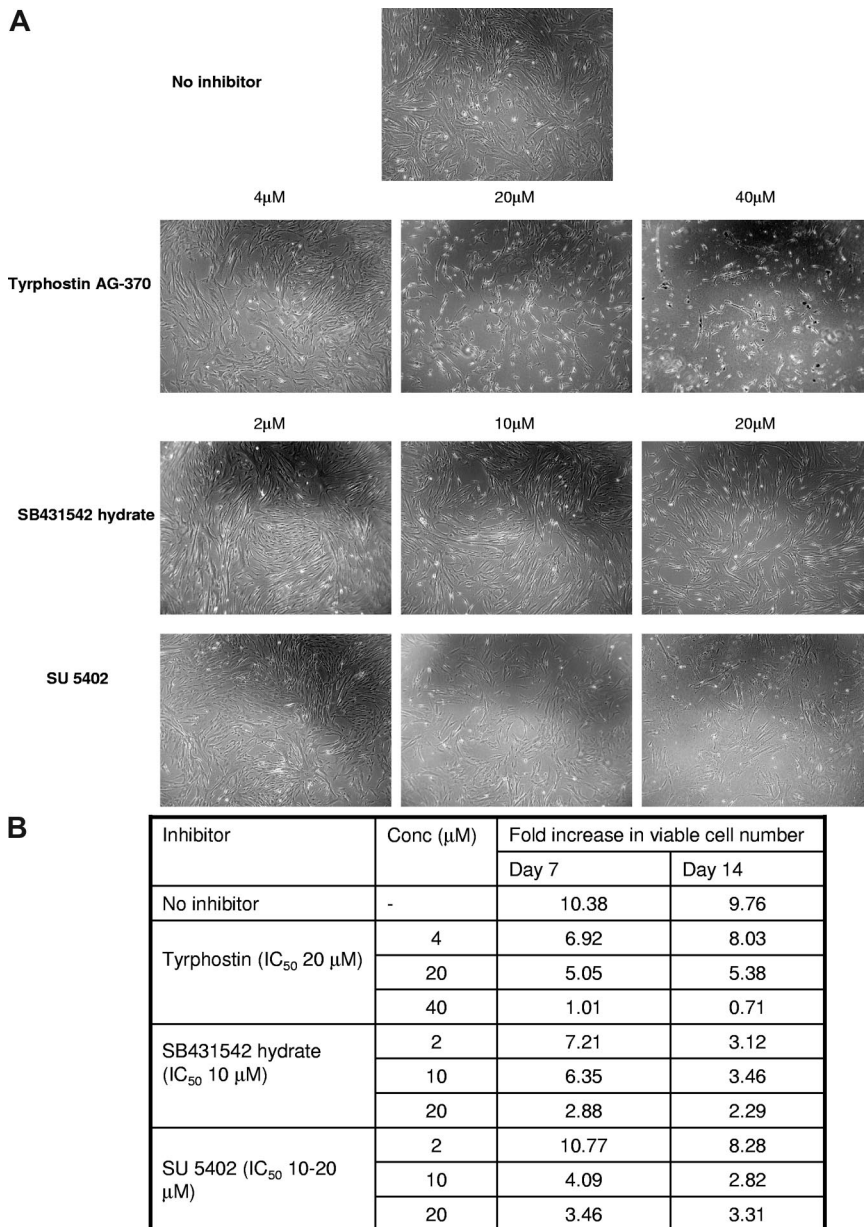 A
No inhibitor
4μM 20μM 40μM
Tyrphostin AG-370
2μM 10μM 20μM
SB431542 hydrate
SU 5402
B
Inhibitor Conc (μM) Fold increase in viable cell number
Day 7 Day 14
No inhibitor - 10.38 9.76
Tyrphostin (IC50 20 μM) 4 6.92 8.03
20 5.05 5.38
40 1.01 0.71
SB431542 hydrate 2 7.21 3.12
(IC50 10 μM) 10 6.35 3.46
20 2.88 2.29
SU 5402 (IC50 10-20 2 10.77 8.28
μM) 10 4.09 2.82
20 3.46 3.31